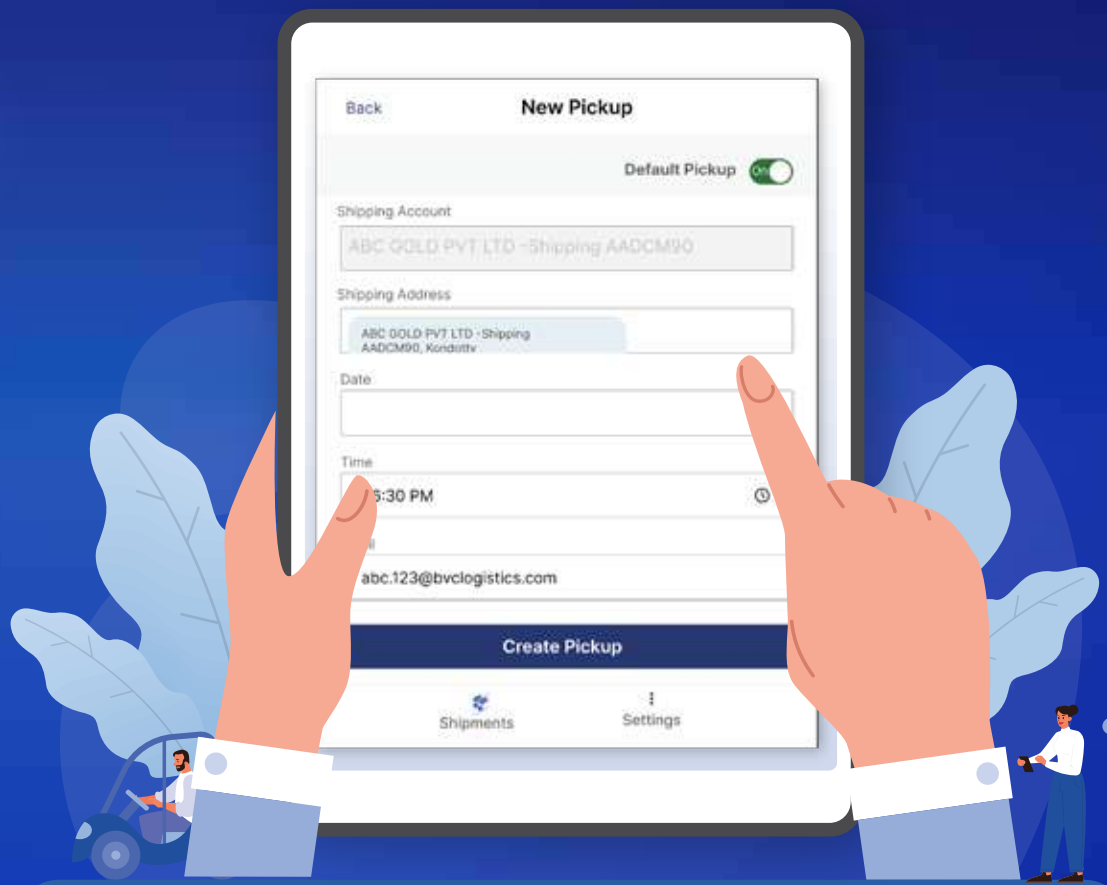 Back
New Pickup
Default Pickup
On
Shipping Account
ABC GOLD PVT LTD -Shipping AADCM90
Shipping Address
ABC GOLD PVT LTD -Shipping
AADCM90, Kondotty
Date
Time
:30 PM
abc.123@bvclogistics.com
Create Pickup
Shipments
Settings